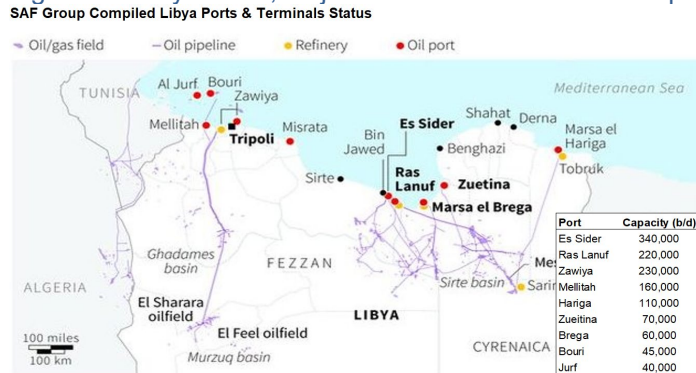 SAF Group Compiled Libya Ports & Terminals Status
Oil/gas field
Oil pipeline
Refinery
Oil port
TUNISIA
Al Jurf
Bouri
Zawiya
Mediterranean Sea
Mellitah
Tripoli
Misrata
Bin
Jawed
Es Sider
Shahat
Derna
Marsa el
Hariga
Benghazi
Tobruk
Sirte
Ras
Lanuf
Zuetina
Marsa el Brega
Ghadames
basin
FEZZAN
Sirte basin
ALGERIA
El Sharara
oilfield
El Feel oilfield
LIBYA
Murzuq basin
CYRENAICA
100 miles
100 km
Port Capacity (b/d)
Es Sider 340,000
Ras Lanuf 220,000
Zawiya 230,000
Mellitah 160,000
Hariga 110,000
Zueitina 70,000
Brega 60,000
Bouri 45,000
Jurf 40,000